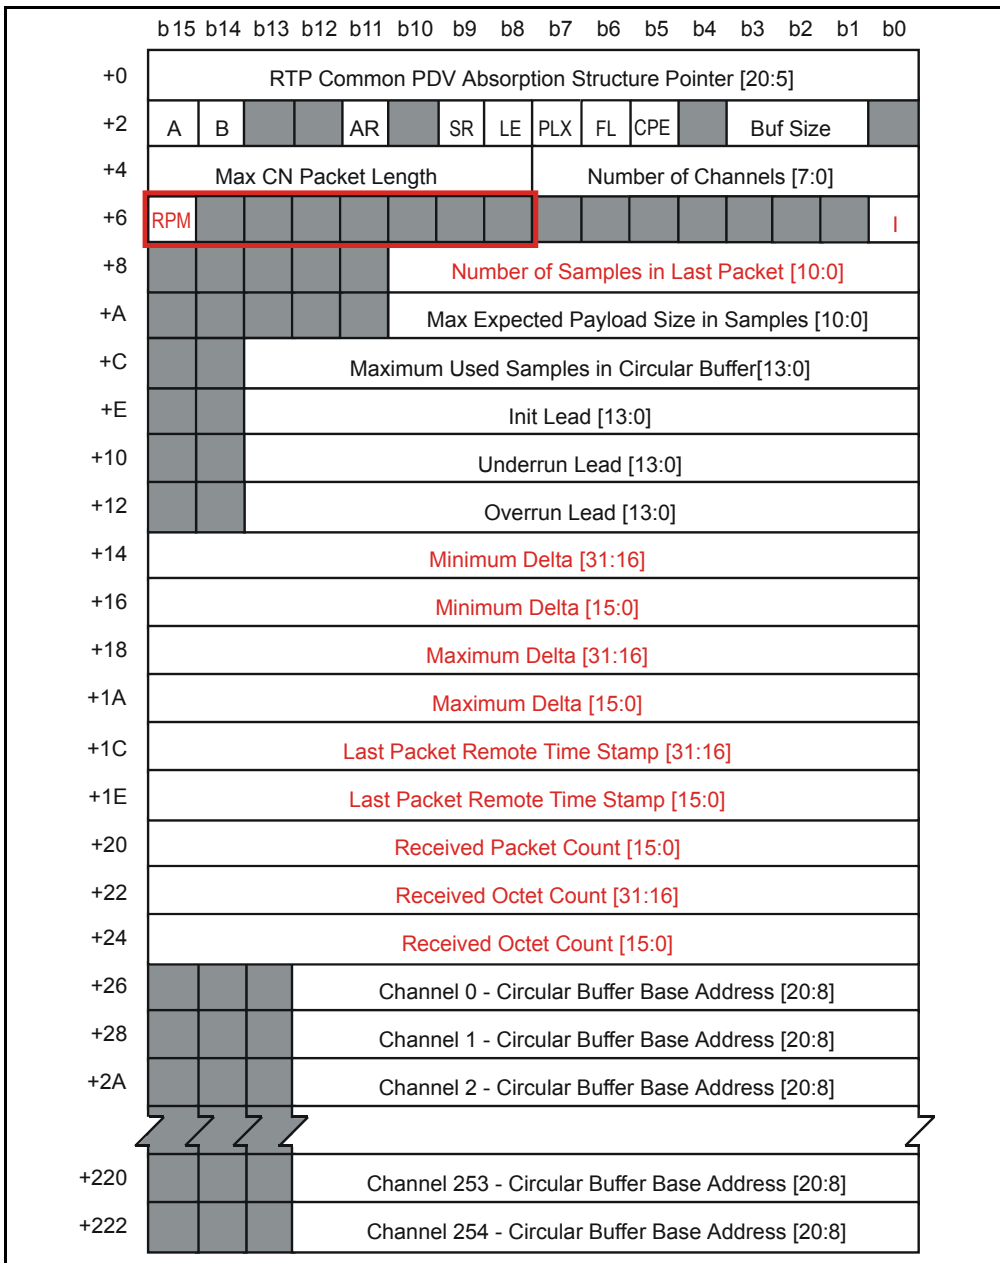 b15 b14 b13 b12 b11 b10 b9 b8 b7 b6 b5 b4 b3 b2 b1 b0
+0 RTP Common PDV Absorption Structure Pointer [20:5]
+2 A B AR SR LE PLX FL CPE Buf Size
+4 Max CN Packet Length Number of Channels [7:0]
+6 RPM I
+8 Number of Samples in Last Packet [10:0]
+A Max Expected Payload Size in Samples [10:0]
+C Maximum Used Samples in Circular Buffer[13:0]
+E Init Lead [13:0]
+10 Underrun Lead [13:0]
+12 Overrun Lead [13:0]
+14 Minimum Delta [31:16]
+16 Minimum Delta [15:0]
+18 Maximum Delta [31:16]
+1A Maximum Delta [15:0]
+1C Last Packet Remote Time Stamp [31:16]
+1E Last Packet Remote Time Stamp [15:0]
+20 Received Packet Count [15:0]
+22 Received Octet Count [31:16]
+24 Received Octet Count [15:0]
+26 Channel 0 - Circular Buffer Base Address [20:8]
+28 Channel 1 - Circular Buffer Base Address [20:8]
+2A Channel 2 - Circular Buffer Base Address [20:8]
+220 Channel 253 - Circular Buffer Base Address [20:8]
+222 Channel 254 - Circular Buffer Base Address [20:8]